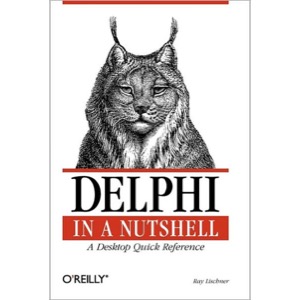 DELPHI
IN A NUTSHELL
A Desktop Quick Reference
O'REILLY®
Ray Lischner